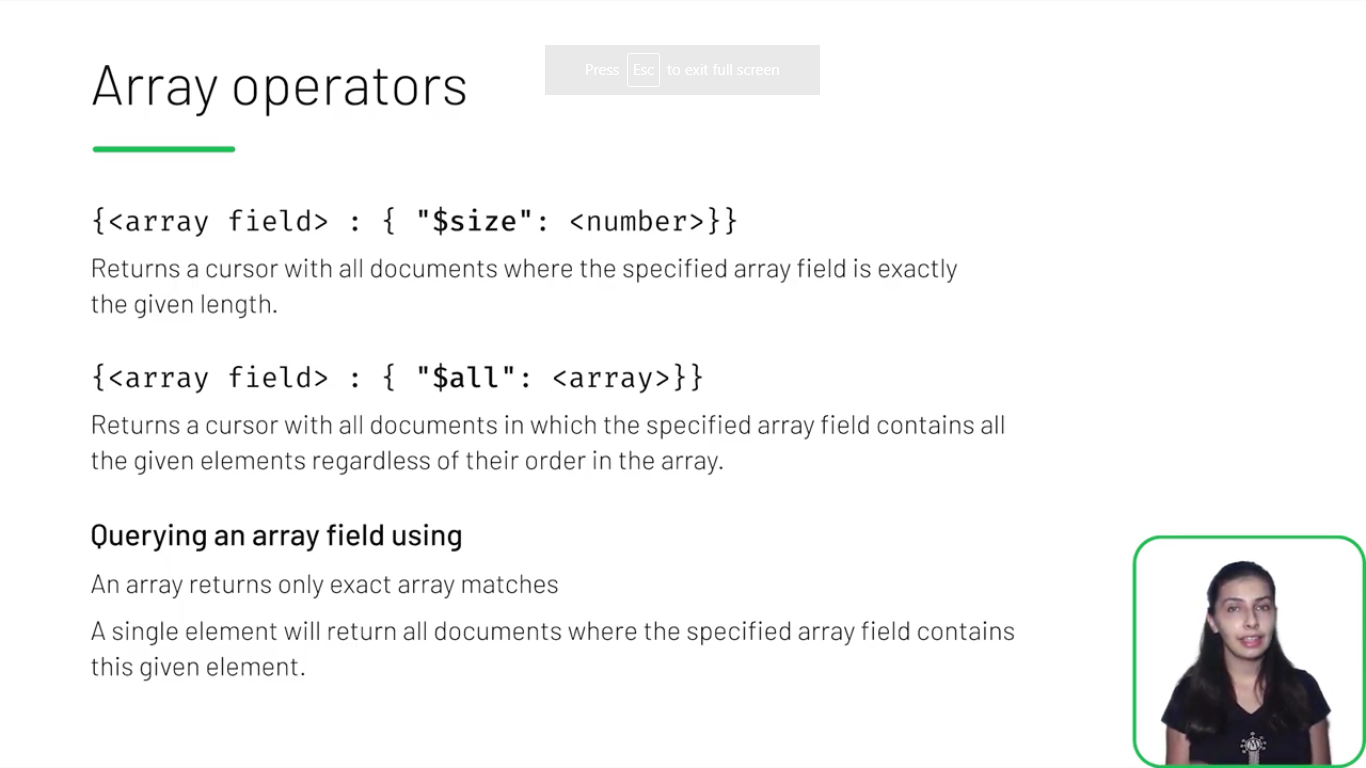 Array operators
Press Esc to exit full screen
{<array field> : { "$size": <number>}}
Returns a cursor with all documents where the specified array field is exactly
the given length.
{<array field> : { "$all": <array>}}
Returns a cursor with all documents in which the specified array field contains all
the given elements regardless of their order in the array.
Querying an array field using
An array returns only exact array matches
A single element will return all documents where the specified array field contains
this given element.